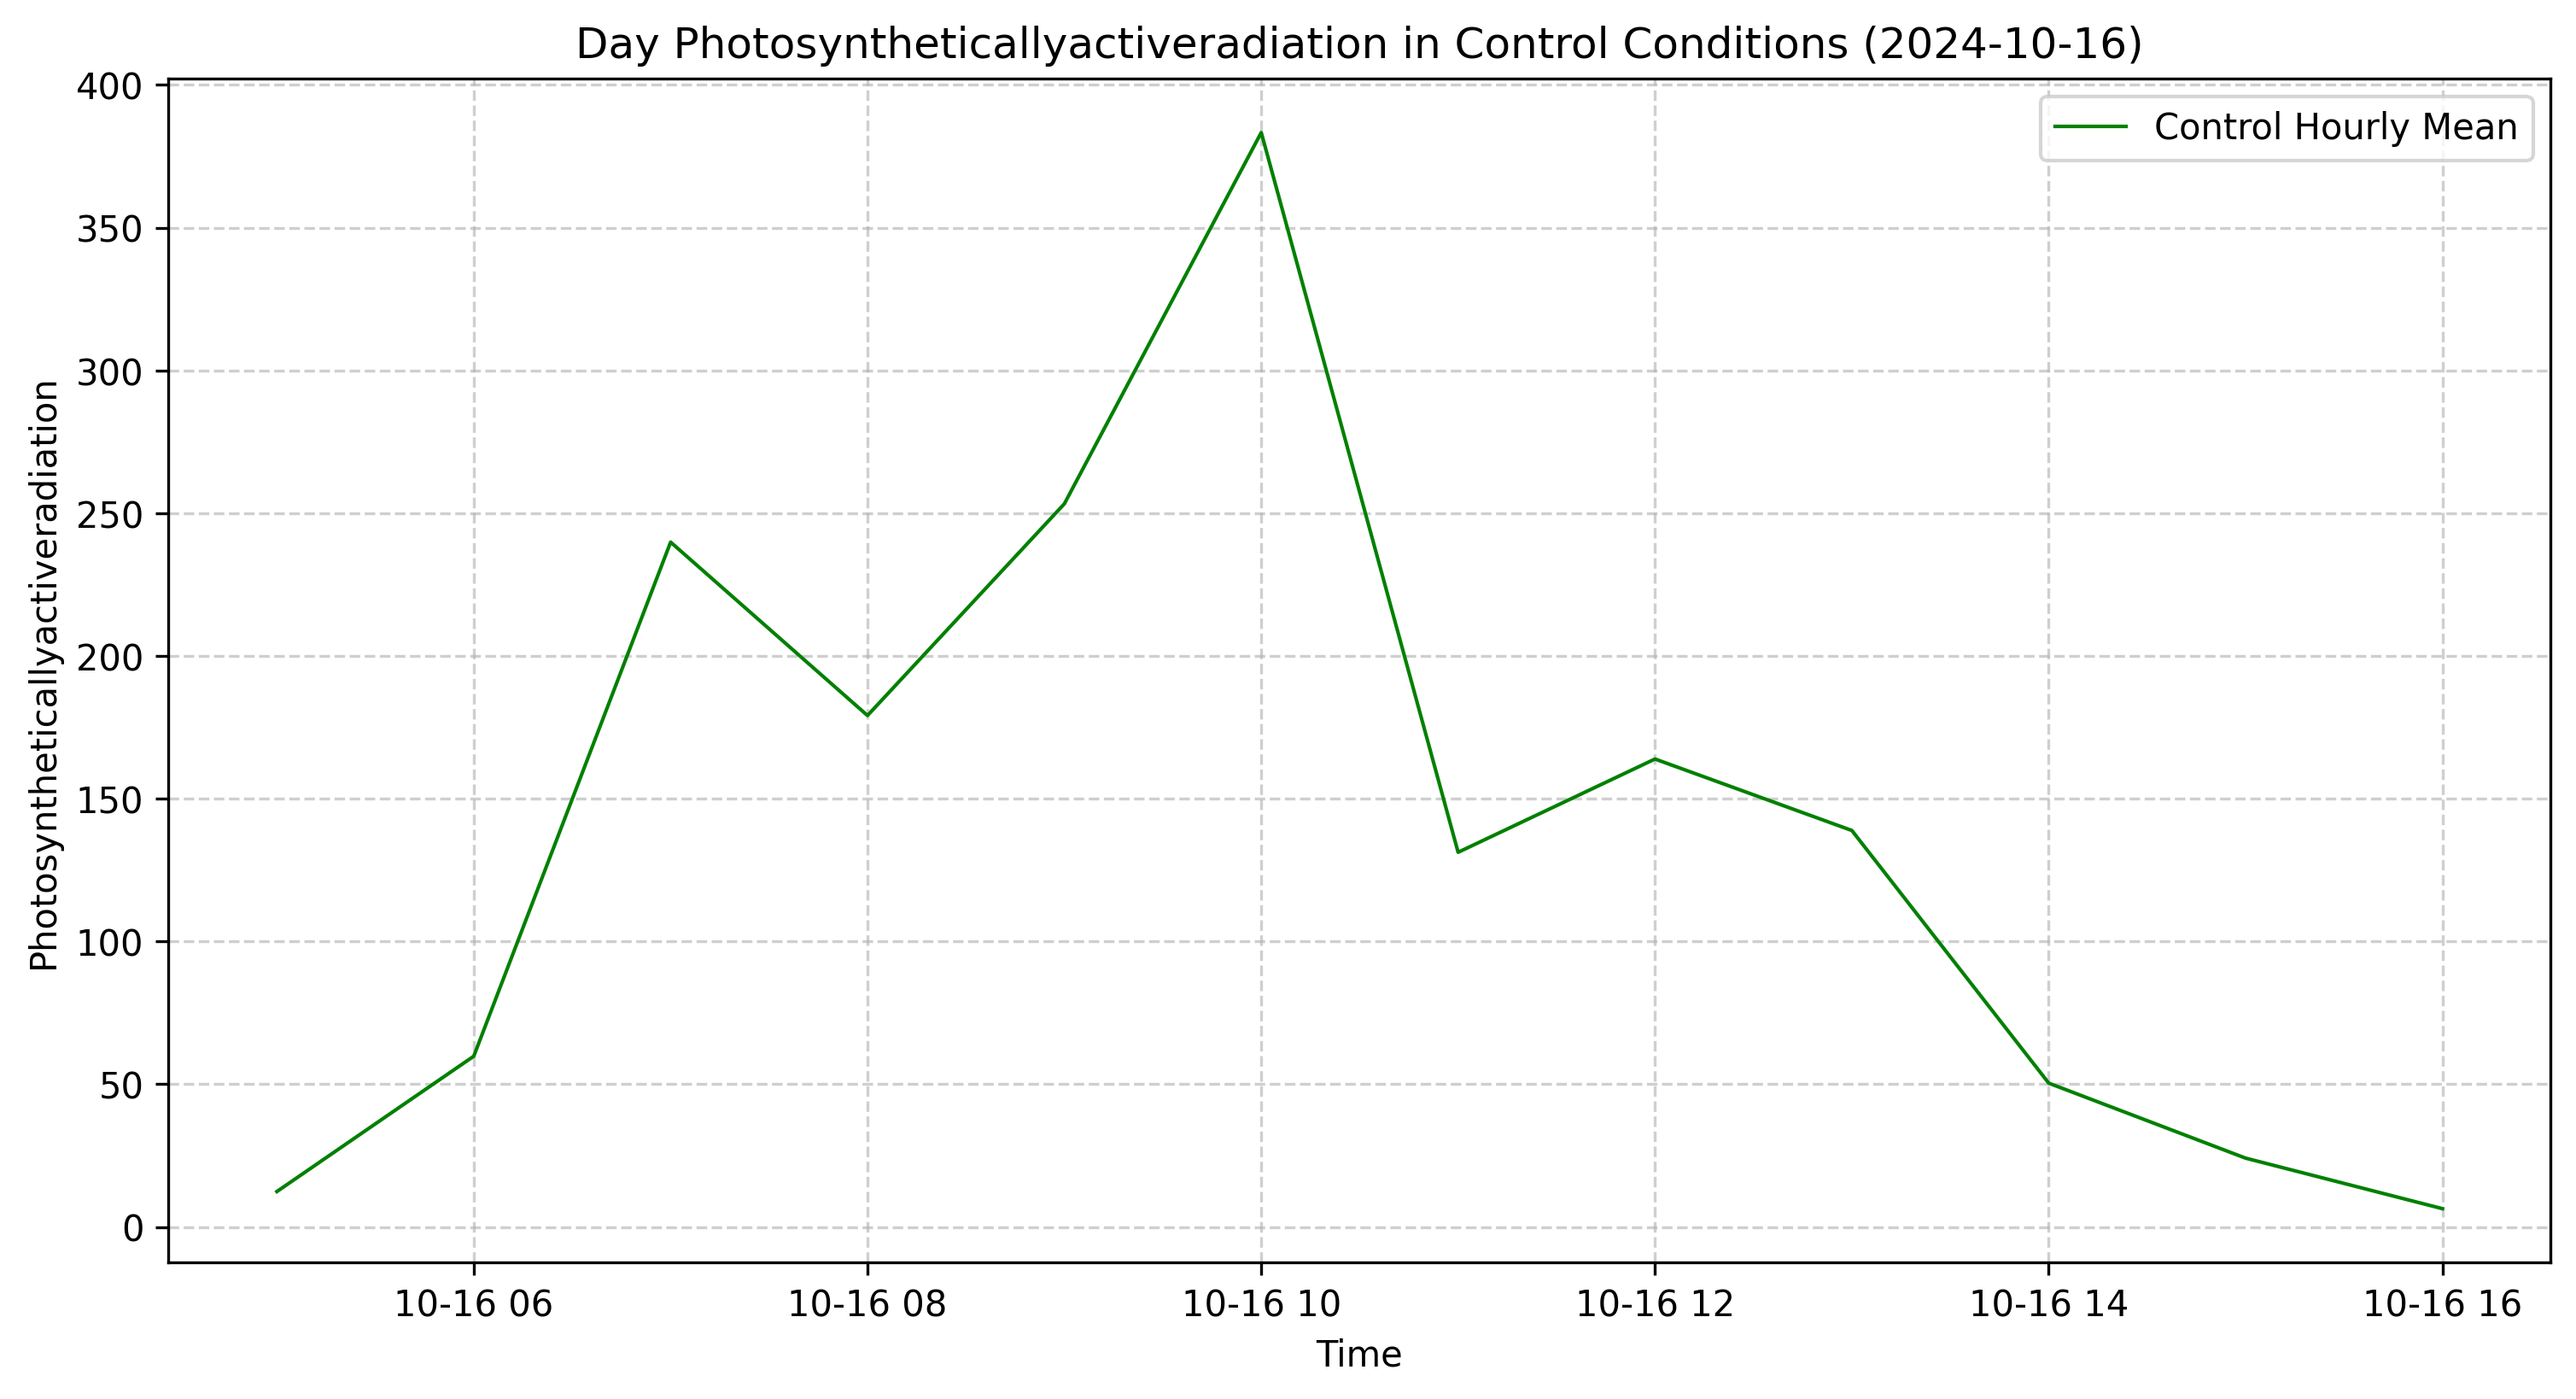 Day Photosyntheticallyactiveradiation in Control Conditions (2024-10-16)
Control Hourly Mean
Photosyntheticallyactiveradiation
400
350
300
250
200
150
100
50
0
10-16 06 10-16 08 10-16 10 10-16 12 10-16 14 10-16 16
Time